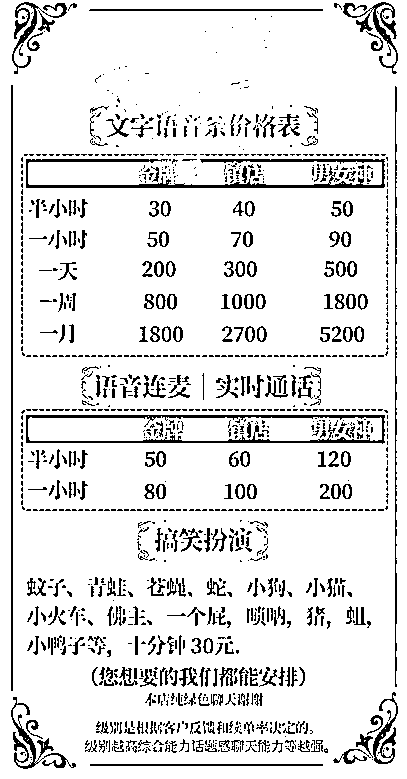 文字语音条价格表
金牌 镇店 男女神
半小时 30 40 50
一小时 50 70 90
一天 200 300 500
一周 800 1000 1800
一月 1800 2700 5200
语音连麦｜实时通话
金牌 镇店 男女神
半小时 50 60 120
一小时 80 100 200
搞笑扮演
蚊子、青蛙、苍蝇、蛇、小狗、小猫、
小火车、佛主、一个屁，唢呐，猪，蛆，
小鸭子等，十分钟 30元.
（您想要的我们都能安排）
本店纯绿色聊天谢谢
级别是根据客户反馈和续单率决定的。
级别越高综合能力话题感聊天能力等越强。